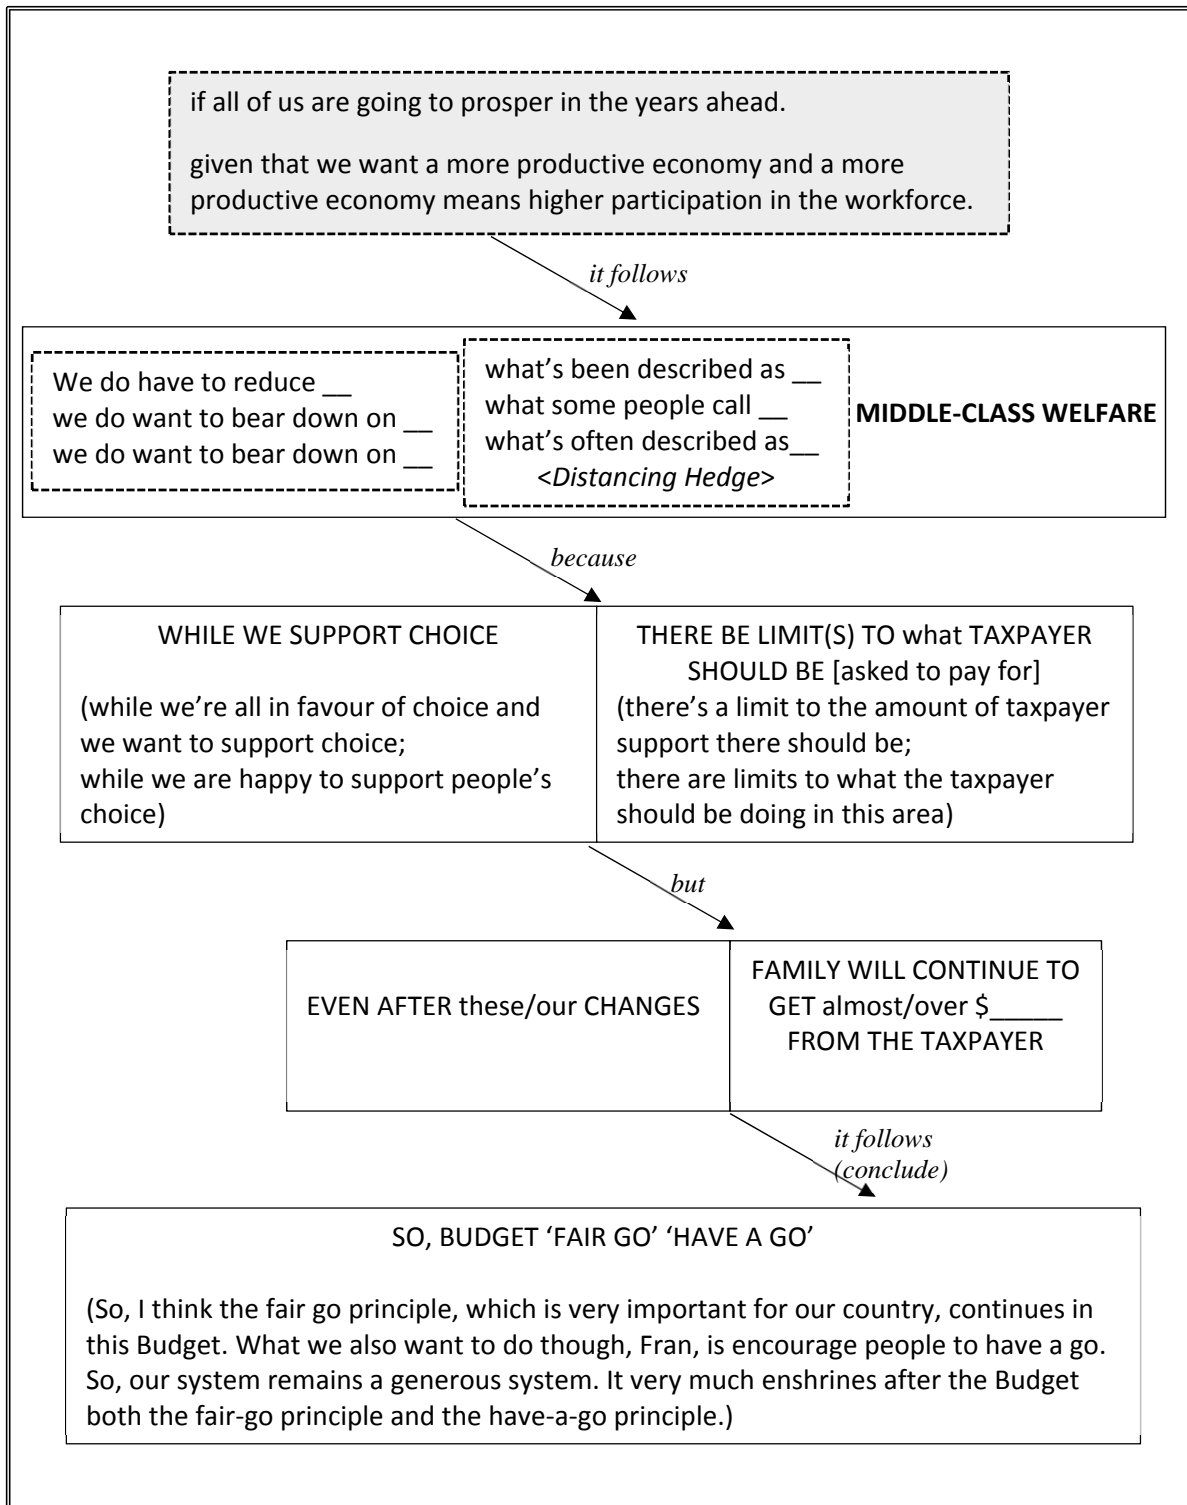 if all of us are going to prosper in the years ahead.
given that we want a more productive economy and a more
productive economy means higher participation in the workforce.
it follows
We do have to reduce __
we do want to bear down on __
we do want to bear down on __
what’s been described as __
what some people call __
what’s often described as__
<Distancing Hedge>
MIDDLE-CLASS WELFARE
because
WHILE WE SUPPORT CHOICE
(while we’re all in favour of choice and
we want to support choice;
while we are happy to support people’s
choice)
THERE BE LIMIT(S) TO what TAXPAYER
SHOULD BE [asked to pay for]
(there’s a limit to the amount of taxpayer
support there should be;
there are limits to what the taxpayer
should be doing in this area)
but
EVEN AFTER these/our CHANGES
FAMILY WILL CONTINUE TO
GET almost/over $_____
FROM THE TAXPAYER
it follows
(conclude)
SO, BUDGET ‘FAIR GO’ ‘HAVE A GO’
(So, I think the fair go principle, which is very important for our country, continues in
this Budget. What we also want to do though, Fran, is encourage people to have a go.
So, our system remains a generous system. It very much enshrines after the Budget
both the fair-go principle and the have-a-go principle.)